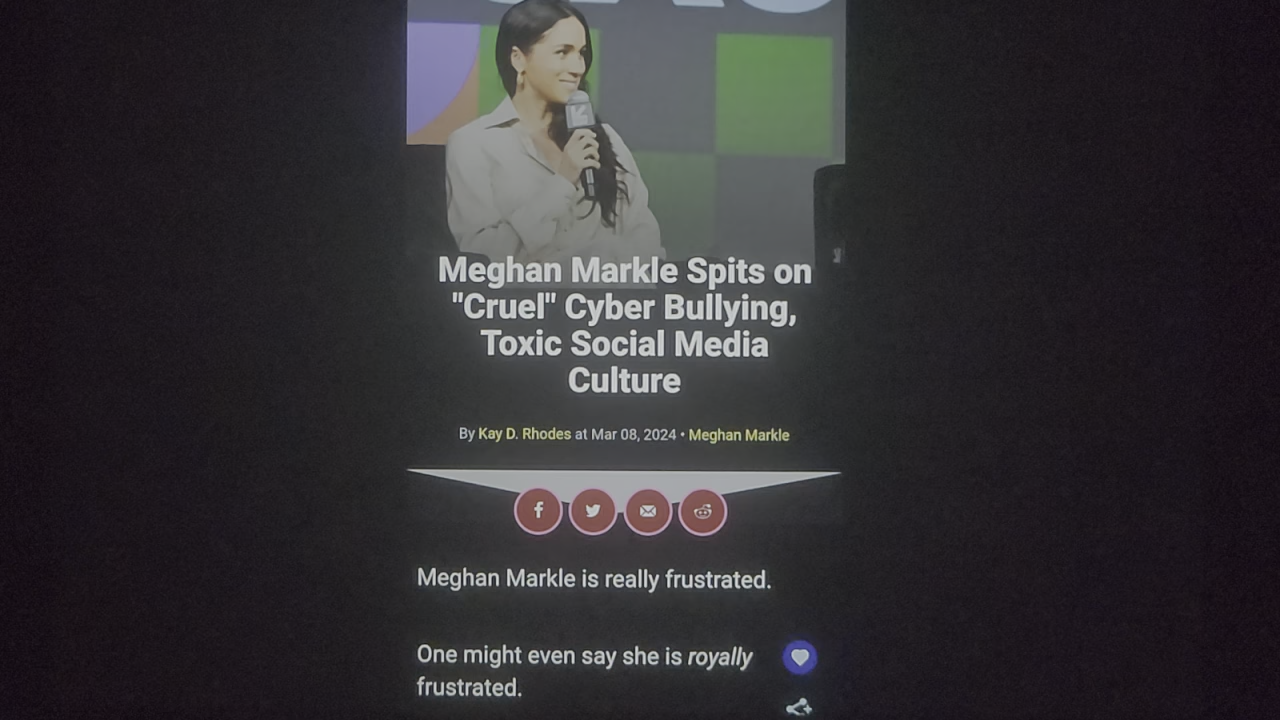 Meghan Markle Spits on
"Cruel" Cyber Bullying,
Toxic Social Media
Culture
By Kay D. Rhodes at Mar 08, 2024 • Meghan Markle
Meghan Markle is really frustrated.
One might even say she is royally
frustrated.